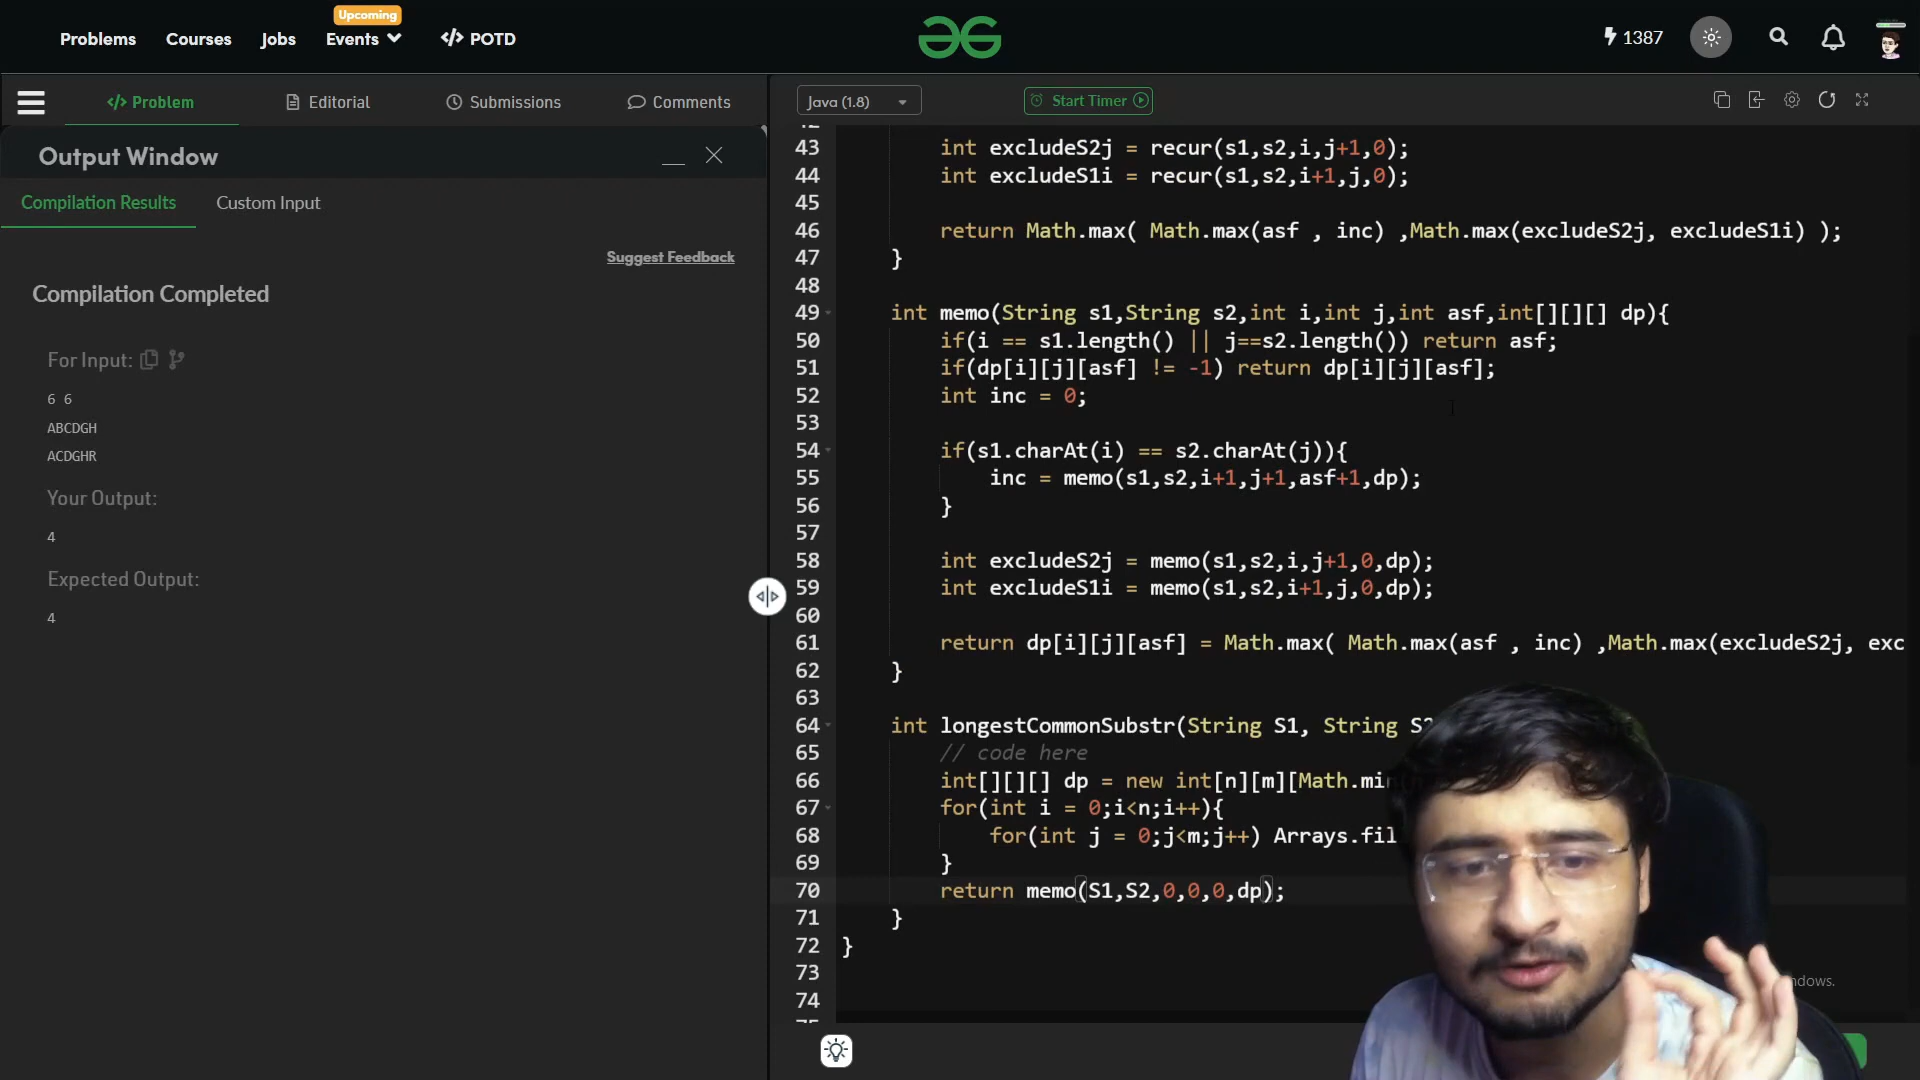 Upcoming
Problems Courses Jobs Events </> POTD
1387
</> Problem Editorial Submissions Comments
Java (1.8) Start Timer
Output Window
Compilation Results Custom Input
Suggest Feedback
Compilation Completed
For Input:
6 6
ABCDGH
ACDGHR
Your Output:
4
Expected Output:
4
43 int excludeS2j = recur(s1,s2,i,j+1,0);
44 int excludeS1i = recur(s1,s2,i+1,j,0);
45
46 return Math.max( Math.max(asf , inc) ,Math.max(excludeS2j, excludeS1i) );
47 }
48
49 int memo(String s1,String s2,int i,int j,int asf,int[][][] dp){
50 if(i == s1.length() || j==s2.length()) return asf;
51 if(dp[i][j][asf] != -1) return dp[i][j][asf];
52 int inc = 0;
53
54 if(s1.charAt(i) == s2.charAt(j)){
55 inc = memo(s1,s2,i+1,j+1,asf+1,dp);
56 }
57
58 int excludeS2j = memo(s1,s2,i,j+1,0,dp);
59 int excludeS1i = memo(s1,s2,i+1,j,0,dp);
60
61 return dp[i][j][asf] = Math.max( Math.max(asf , inc) ,Math.max(excludeS2j, exc
62 }
63
64 int longestCommonSubstr(String S1, String S2
65 // code here
66 int[][][] dp = new int[n][m][Math.min(
67 for(int i = 0;i<n;i++){
68 for(int j = 0;j<m;j++) Arrays.fil
69 }
70 return memo(S1,S2,0,0,0,dp);
71 }
72 }
73
74
ndows.